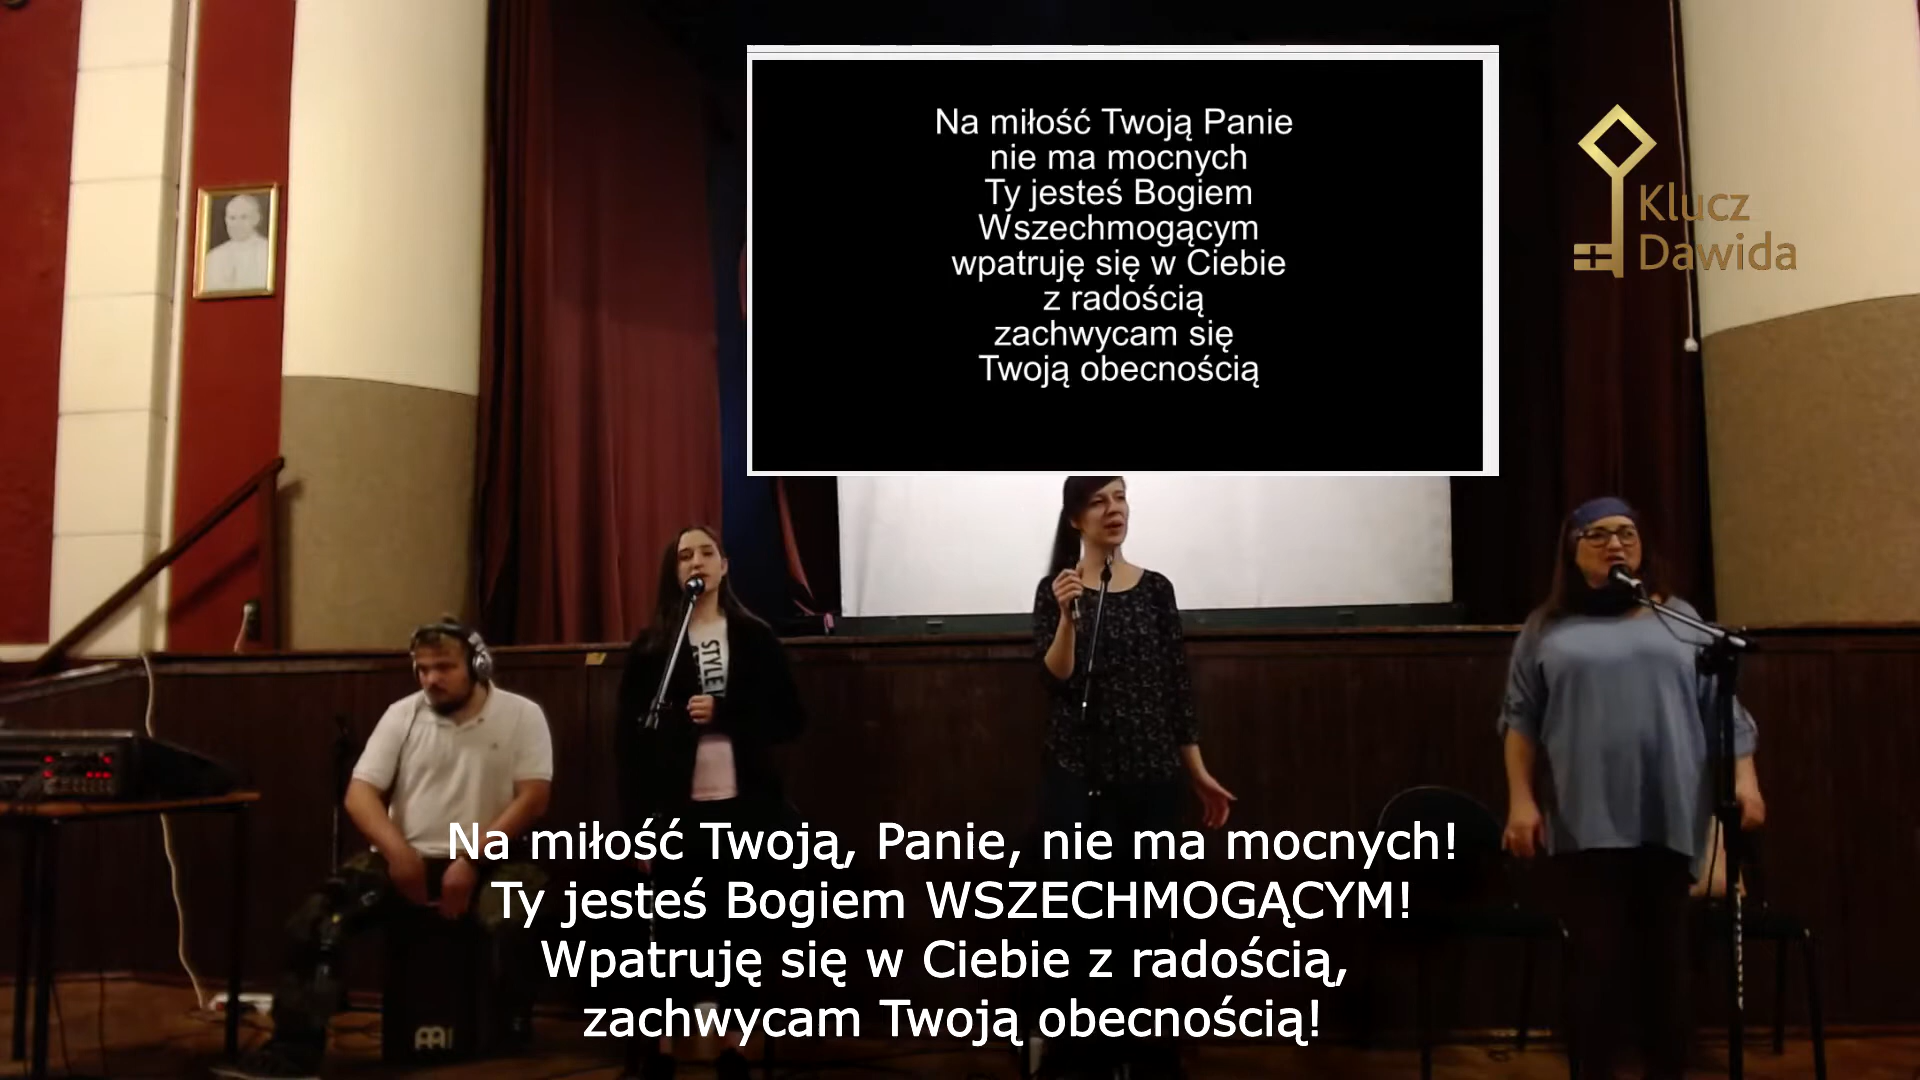 Na miłość Twoją Panie
nie ma mocnych
Ty jesteś Bogiem
Wszechmogącym
wpatruję się w Ciebie
z radością
zachwycam się
Twoją obecnością
Klucz
Dawida
STYLE
Na miłość Twoją, Panie, nie ma mocnych!
Ty jesteś Bogiem WSZECHMOGĄCYM!
Wpatruję się w Ciebie z radością,
zachwycam Twoją obecnością!